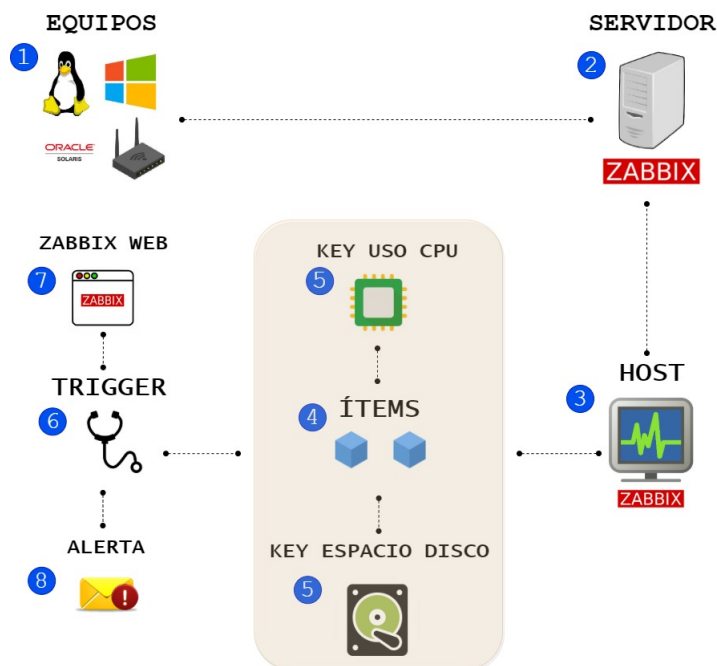 EQUIPOS
1
ORACLE
SOLARIS
SERVIDOR
2
ZABBIX
HOST
3
ZABBIX
KEY USO CPU
5
ÍTEMS
4
KEY ESPACIO DISCO
5
TRIGGER
6
ZABBIX WEB
7
ZABBIX
ALERTA
8